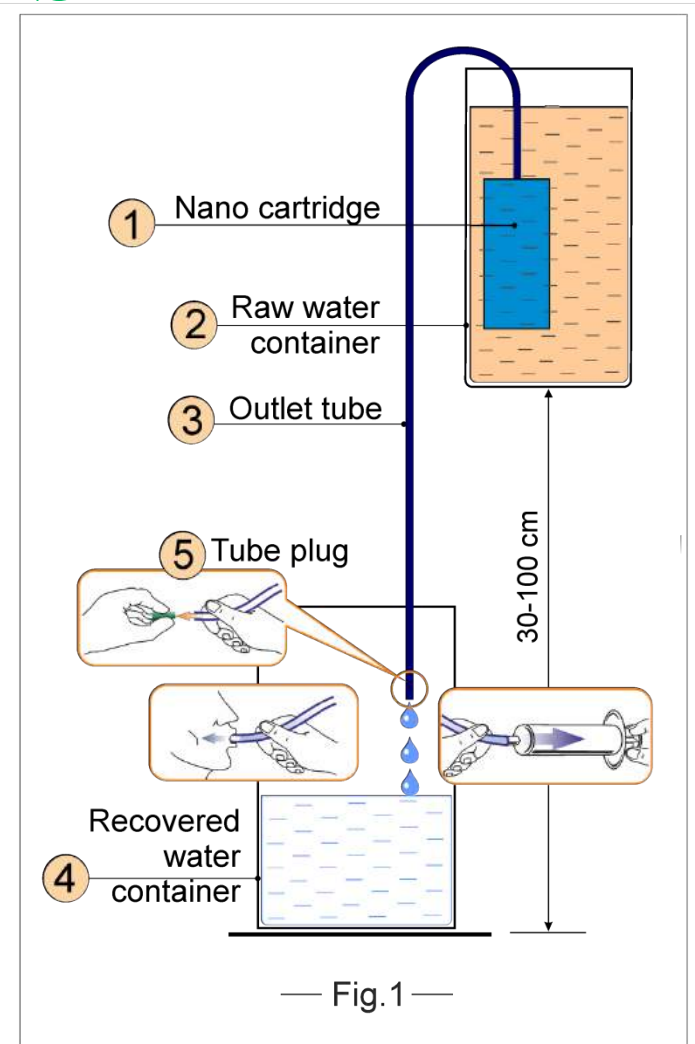 1
Nano cartridge
2
Raw water
container
3
Outlet tube
5
Tube plug
30-100 cm
4
Recovered
water
container
Fig.1